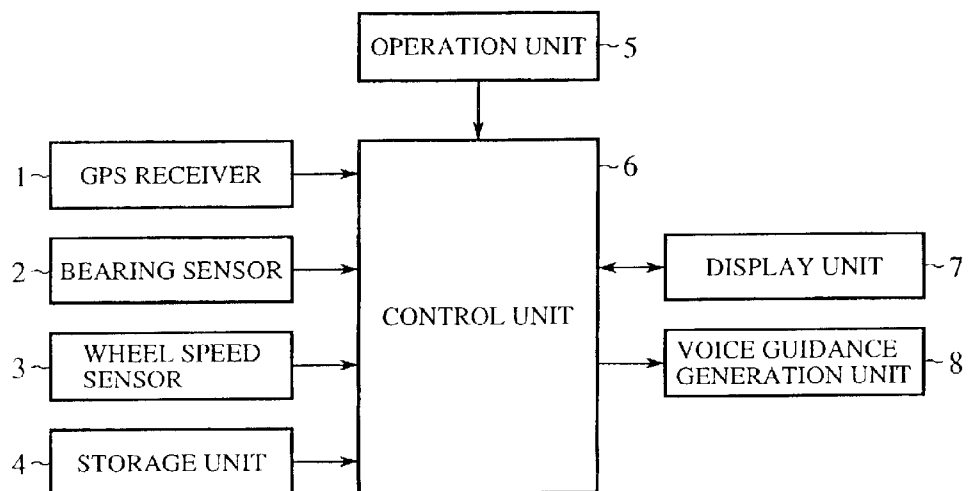 OPERATION UNIT ~5
1~ GPS RECEIVER
~6
2~ BEARING SENSOR
DISPLAY UNIT ~7
CONTROL UNIT
3~ WHEEL SPEED
SENSOR
VOICE GUIDANCE
GENERATION UNIT ~8
4~ STORAGE UNIT